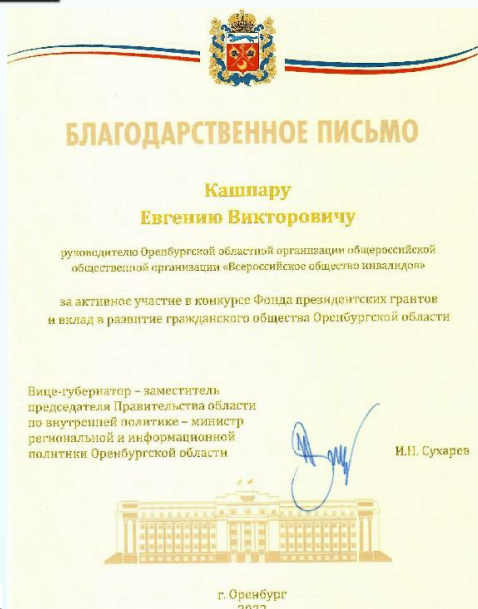 БЛАГОДАРСТВЕННОЕ ПИСЬМО
Кашпару
Евгению Викторовичу
руководителю Оренбургской областной организации общероссийской
общественной организации «Всероссийское общество инвалидов»
за активное участие в конкурсе Фонда президентских грантов
и вклад в развитие гражданского общества Оренбургской области
Вице-губернатор – заместитель
председателя Правительства области
по внутренней политике – министр
региональной и информационной
политики Оренбургской области
И.Н. Сухарев
г. Оренбург